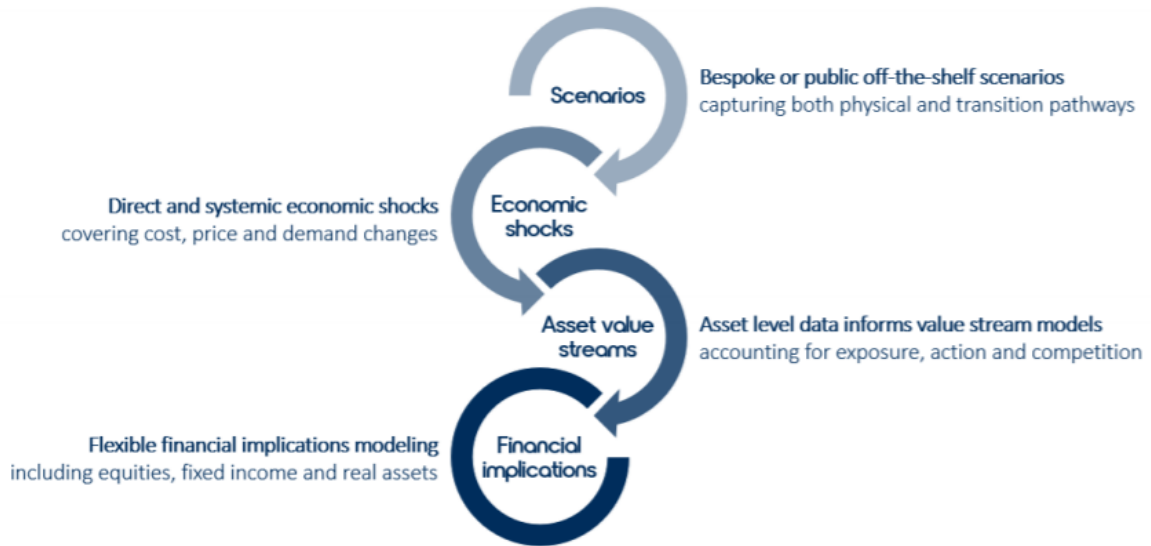 Scenarios
Bespoke or public off-the-shelf scenarios
capturing both physical and transition pathways
Direct and systemic economic shocks
covering cost, price and demand changes
Economic
shocks
Asset value
streams
Asset level data informs value stream models
accounting for exposure, action and competition
Flexible financial implications modeling
including equities, fixed income and real assets
Financial
implications